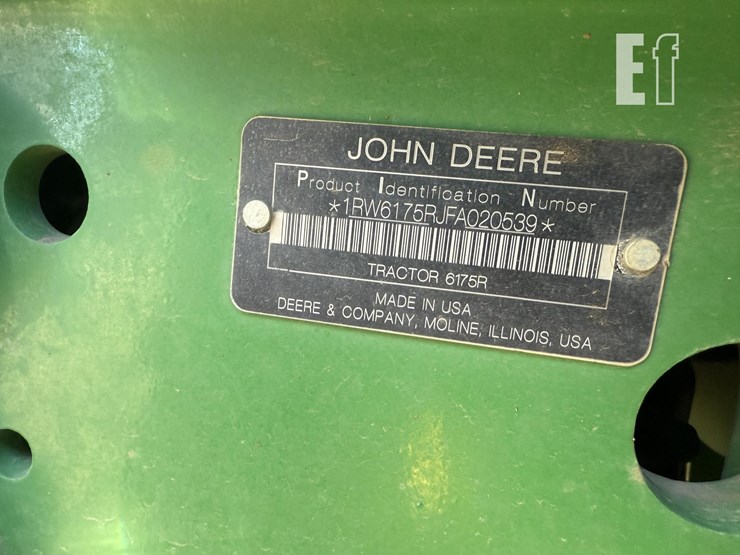 Ef
JOHN DEERE
Product Identification Number
*1RW6175RJFA020539*
TRACTOR 6175R
MADE IN USA
DEERE & COMPANY, MOLINE, ILLINOIS, USA